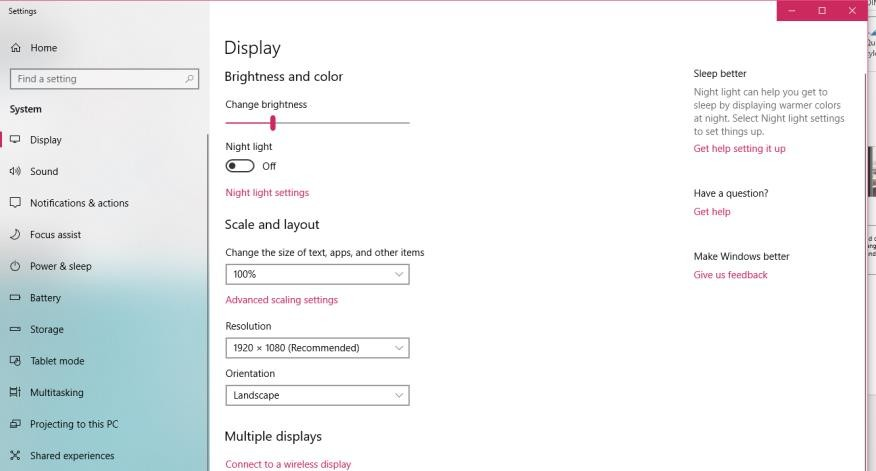 Settings
Home
Find a setting
System
Display
Sound
Notifications & actions
Focus assist
Power & sleep
Battery
Storage
Tablet mode
Multitasking
Projecting to this PC
Shared experiences
Display
Brightness and color
Change brightness
Night light
Off
Night light settings
Scale and layout
Change the size of text, apps, and other items
100%
Advanced scaling settings
Resolution
1920 × 1080 (Recommended)
Orientation
Landscape
Multiple displays
Connect to a wireless display
Sleep better
Night light can help you get to
sleep by displaying warmer colors
at night. Select Night light settings
to set things up.
Get help setting it up
Have a question?
Get help
Make Windows better
Give us feedback